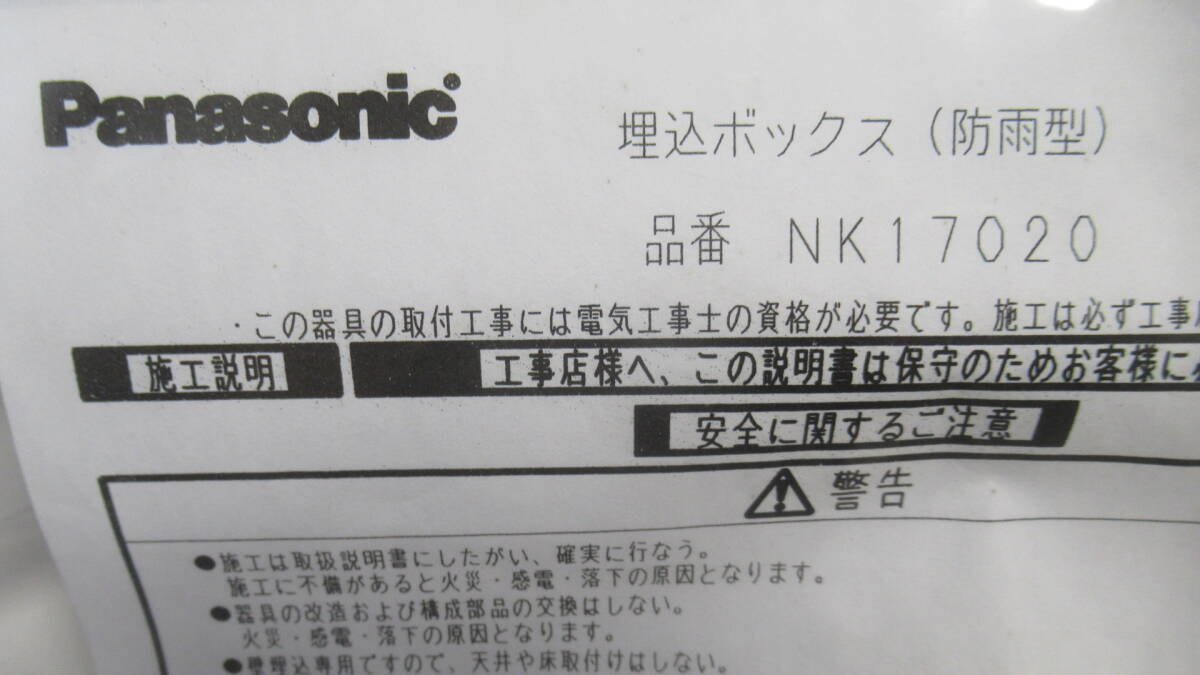 Panasonic®
埋込ボックス（防雨型）
品番 NK17020
・この器具の取付工事には電気工事士の資格が必要です。施工は必ず工事
施工説明
工事店様へ、この説明書は保守のためお客様に
安全に関するご注意
警告
●施工は取扱説明書にしたがい、確実に行なう。
施工に不備があると火災・感電・落下の原因となります。
●器具の改造および構成部品の交換はしない。
火災・感電・落下の原因となります。
●壁埋込専用ですので、天井や床取付けはしない。